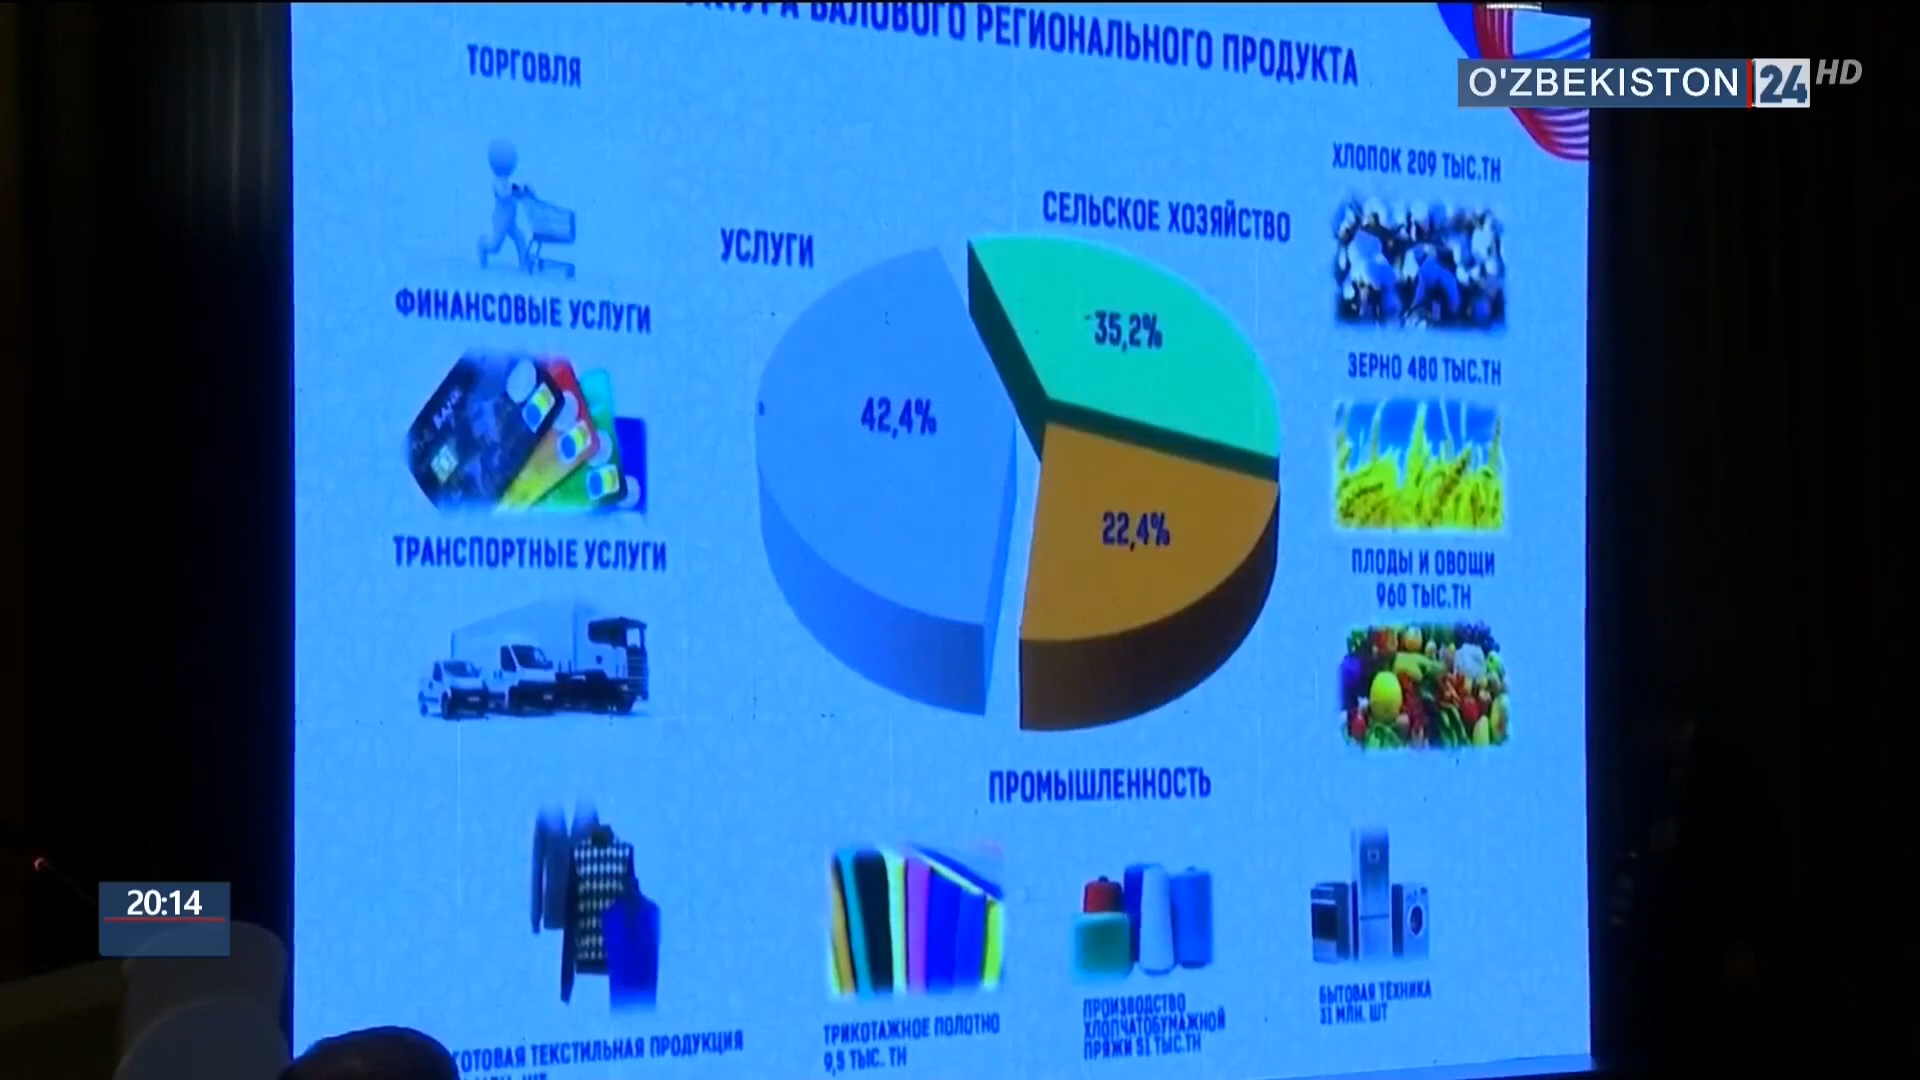 ВАЛОВОГО РЕГИОНАЛЬНОГО ПРОДУКТА
O'ZBEKISTON 24 HD
ТОРГОВЛЯ
ФИНАНСОВЫЕ УСЛУГИ
BANK
ТРАНСПОРТНЫЕ УСЛУГИ
УСЛУГИ
42,4%
СЕЛЬСКОЕ ХОЗЯЙСТВО
35,2%
22,4%
ПРОМЫШЛЕННОСТЬ
ХЛОПОК 209 ТЫС.ТН
ЗЕРНО 480 ТЫС.ТН
ПЛОДЫ И ОВОЩИ
960 ТЫС.ТН
20:14
ГОТОВАЯ ТЕКСТИЛЬНАЯ ПРОДУКЦИЯ
ТРИКОТАЖНОЕ ПОЛОТНО
9,5 ТЫС. ТН
ПРОИЗВОДСТВО
ХЛОПЧАТОБУМАЖНОЙ
ПРЯЖИ 51 ТЫС.ТН
БЫТОВАЯ ТЕХНИКА
31 МЛН. ШТ